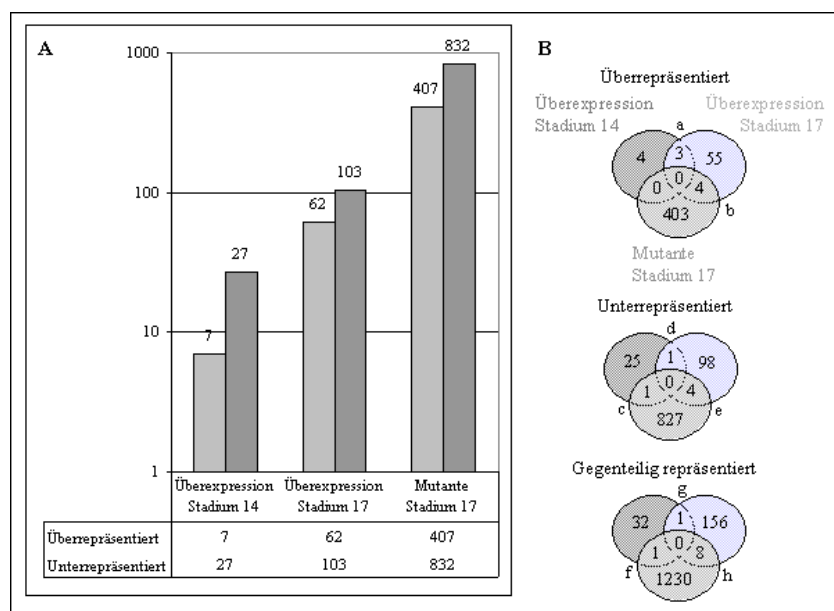 A
1000
100
10
1
7
27
62
103
407
832
Überexpression Stadium 14
Überexpression Stadium 17
Mutante Stadium 17
Überrepräsentiert 7 62 407
Unterrepräsentiert 27 103 832
B
Überrepräsentiert
Überexpression Stadium 14
Überexpression Stadium 17
a
4 3 55
0 0 4
403
b
Mutante Stadium 17
Unterrepräsentiert
d
25 1 98
1 0 4
c 827 e
Gegenteilig repräsentiert
g
32 1 156
1 0 8
f 1230 h